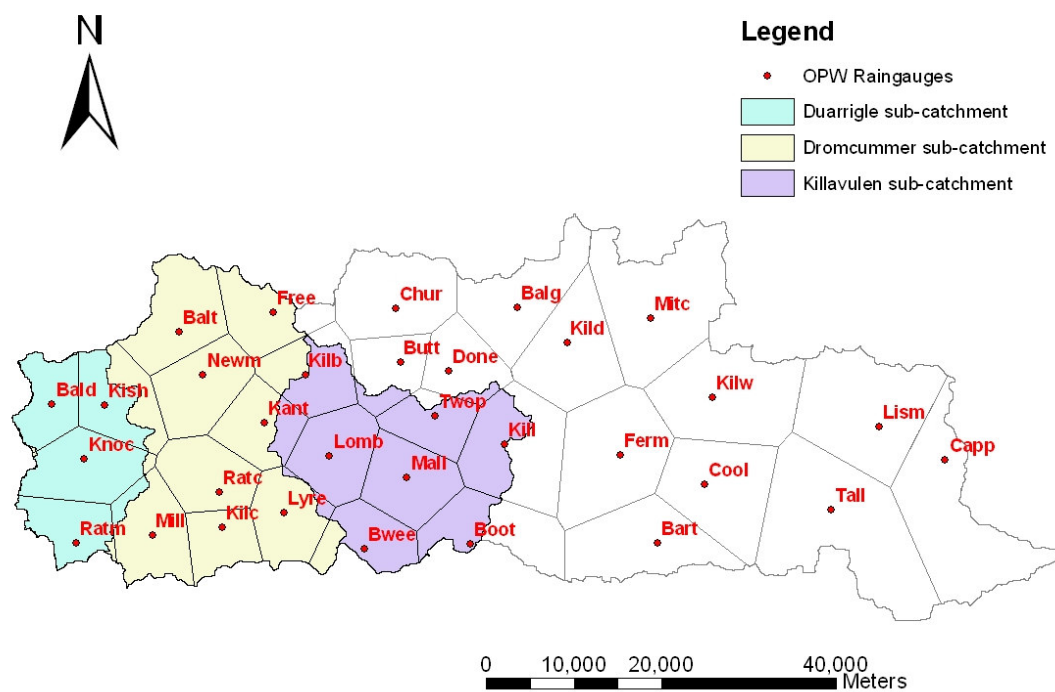 N
Legend
OPW Raingauges
Duarrigle sub-catchment
Dromcummer sub-catchment
Killavulen sub-catchment
Free
Chur
Balg
Mitc
Balt
Kild
Newm
Kilb
Butt
Done
Bald
Kish
Kant
Twop
Kilw
Lism
Knoc
Lomb
Mall
Kill
Ferm
Cool
Capp
Ratc
Lyre
Tall
Ratm
Mill
Kilc
Bwee
Boot
Bart
0 10,000 20,000 40,000
Meters